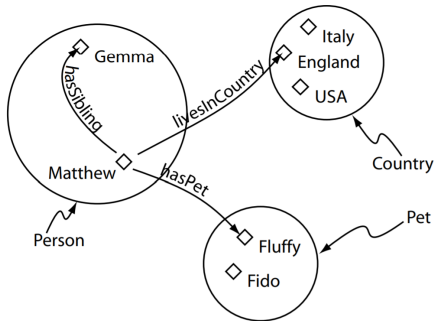 Gemma
hasSibling
Matthew
Person
livesInCountry
hasPet
Italy
England
USA
Country
Pet
Fluffy
Fido